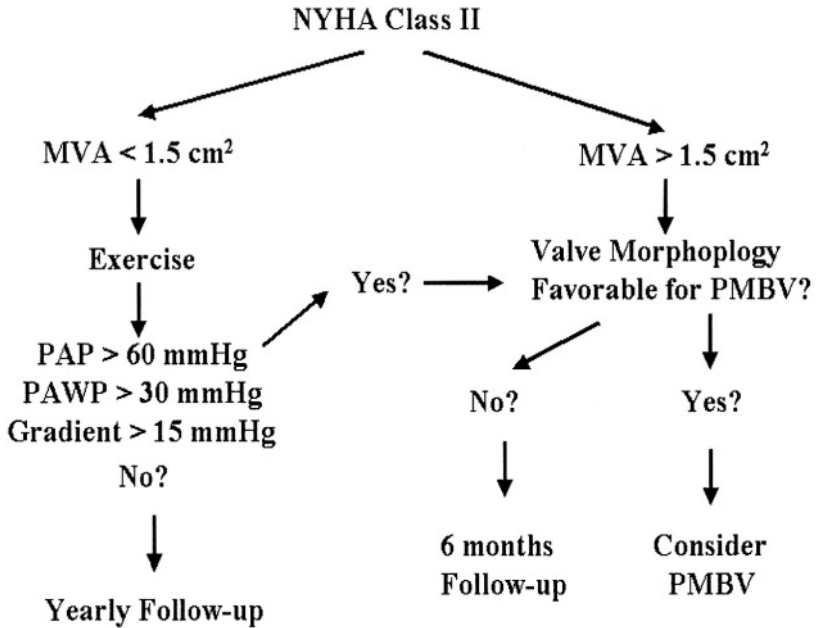 NYHA Class II
MVA < 1.5 cm²
MVA > 1.5 cm²
Exercise
Yes?
Valve Morphoplogy
Favorable for PMBV?
PAP > 60 mmHg
PAWP > 30 mmHg
Gradient > 15 mmHg
No?
No?
Yes?
Yearly Follow-up
6 months
Follow-up
Consider
PMBV